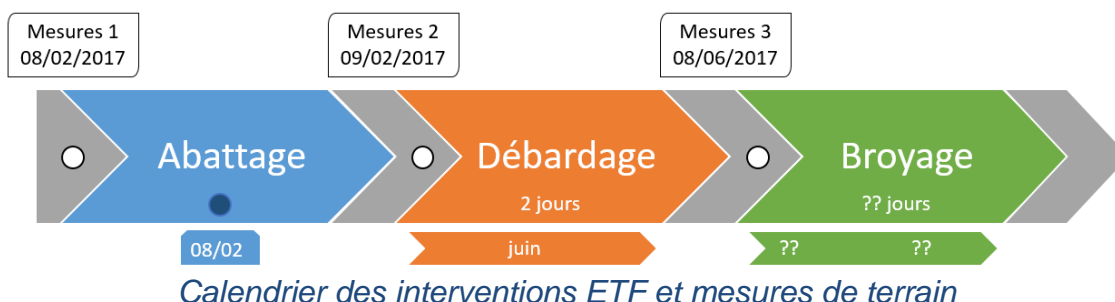 Mesures 1
08/02/2017
Mesures 2
09/02/2017
Mesures 3
08/06/2017
Abattage
Débardage
Broyage
2 jours
?? jours
08/02
juin
??
??
Calendrier des interventions ETF et mesures de terrain